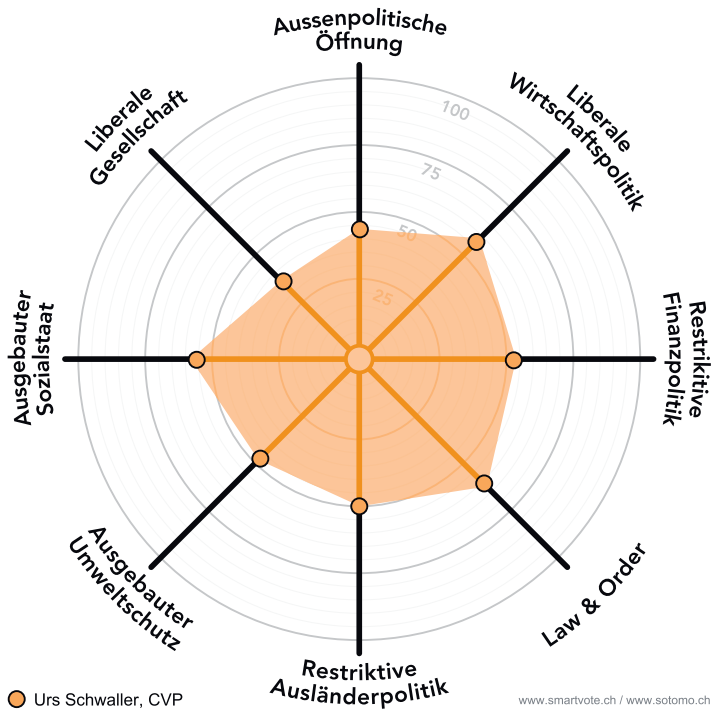 Aussenpolitische
Öffnung
Liberale
Wirtschaftspolitik
Restrikitive
Finanzpolitik
Law & Order
Restriktive
Ausländerpolitik
Ausgebauter
Umweltschutz
Ausgebauter
Sozialstaat
Liberale
Gesellschaft
100
75
50
25
Urs Schwaller, CVP
www.smartvote.ch / www.sotomo.ch